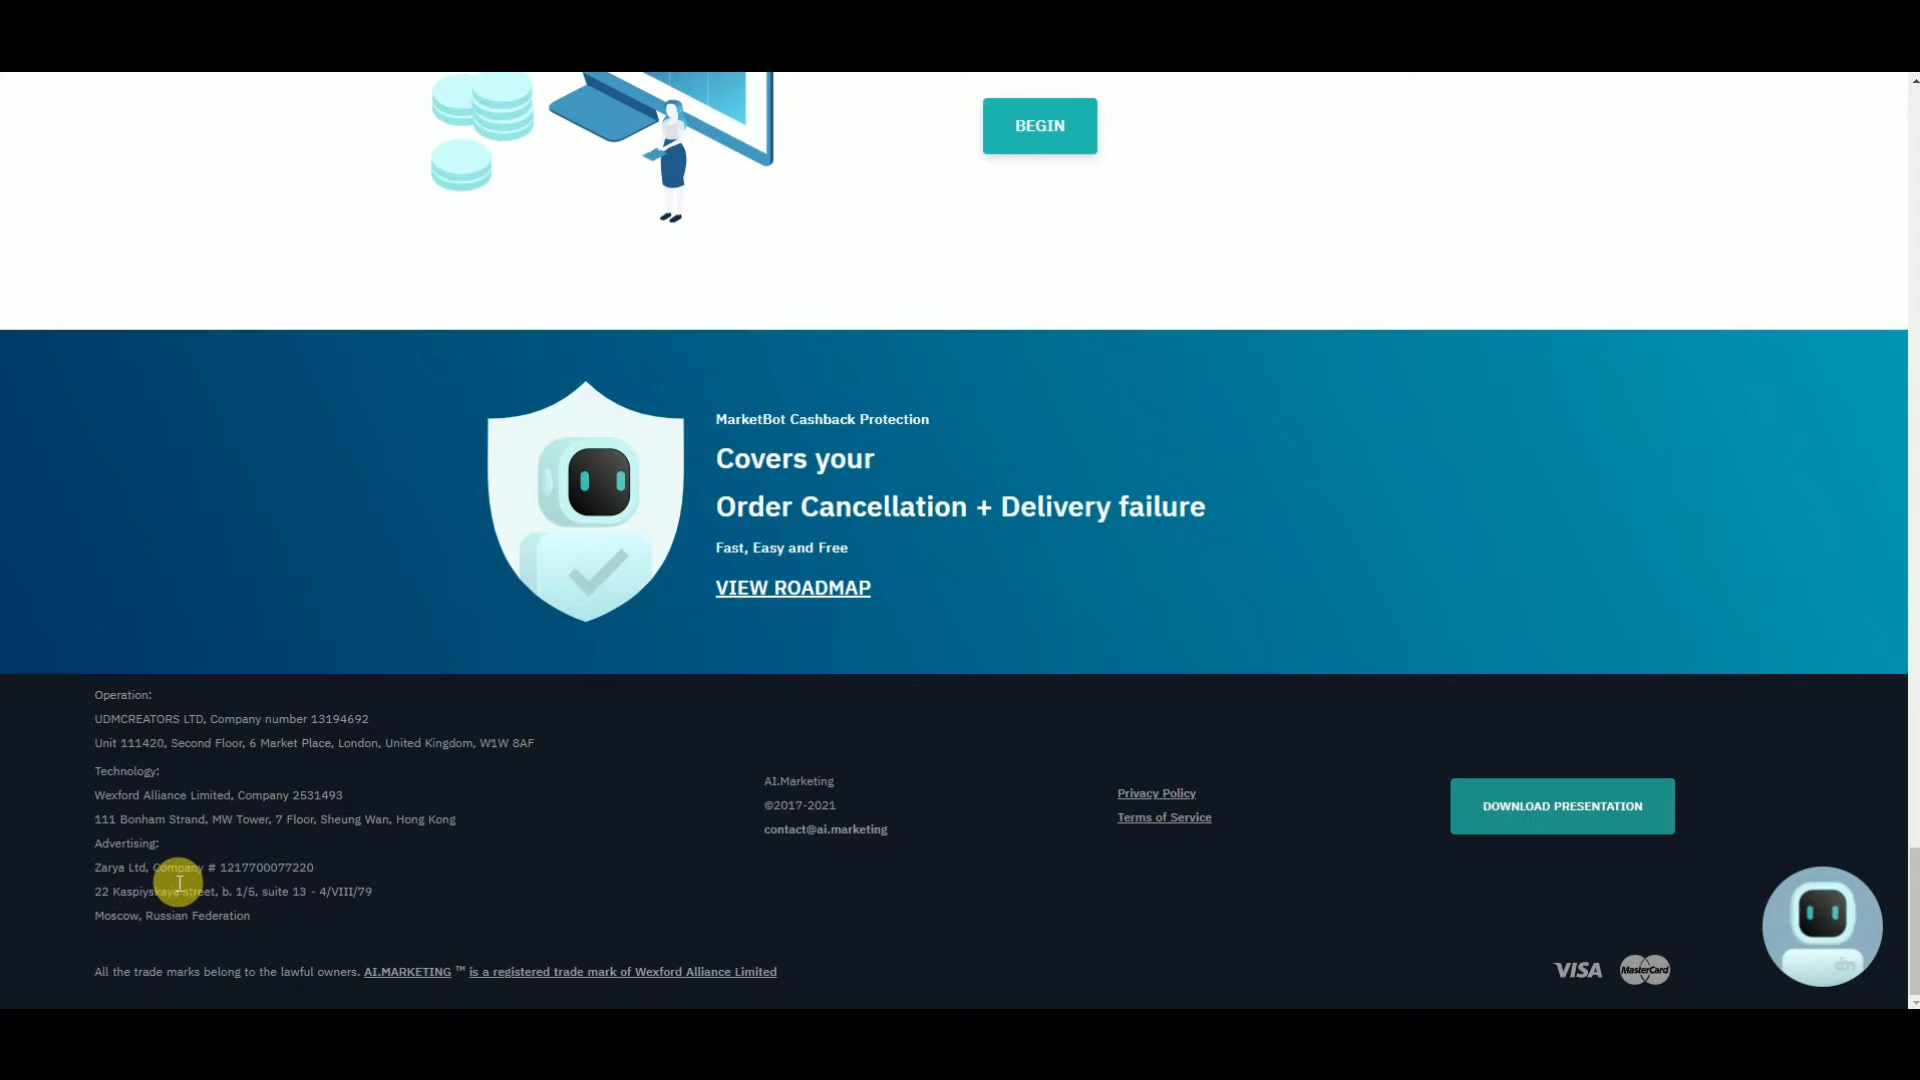 BEGIN
MarketBot Cashback Protection
Covers your
Order Cancellation + Delivery failure
Fast, Easy and Free
VIEW ROADMAP
Operation:
UDMCREATORS LTD, Company number 13194692
Unit 111420, Second Floor, 6 Market Place, London, United Kingdom, W1W 8AF
Technology:
Wexford Alliance Limited, Company 2531493
111 Bonham Strand, MW Tower, 7 Floor, Sheung Wan, Hong Kong
Advertising:
Zarya Ltd, Company # 1217700077220
22 Kaspiyskaya street, b. 1/5, suite 13 - 4/VIII/79
Moscow, Russian Federation
All the trade marks belong to the lawful owners. AI.MARKETING ™ is a registered trade mark of Wexford Alliance Limited
AI.Marketing
©2017-2021
contact@ai.marketing
Privacy Policy
Terms of Service
DOWNLOAD PRESENTATION
VISA
MasterCard